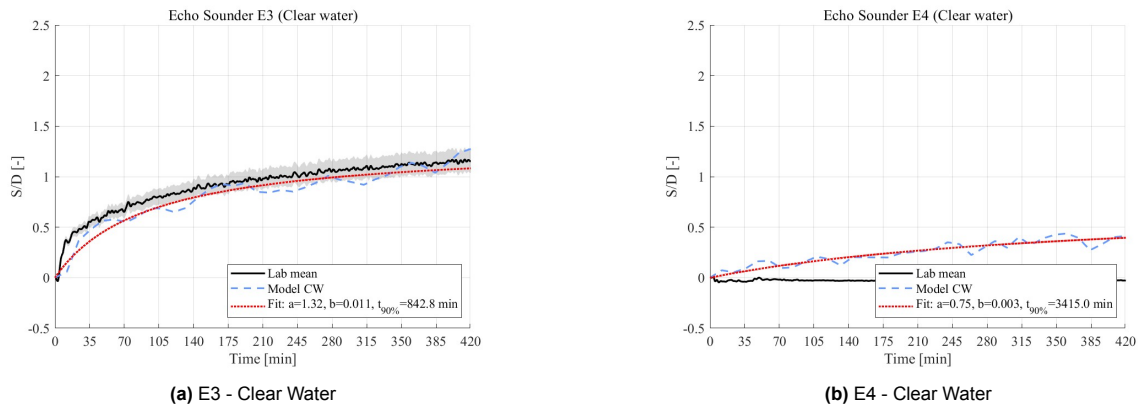 Echo Sounder E3 (Clear water)
2.5
2
1.5
1
0.5
0
-0.5
S/D [-]
Lab mean
Model CW
Fit: a=1.32, b=0.011, t90%=842.8 min
0 35 70 105 140 175 210 245 280 315 350 385 420
Time [min]
(a) E3 - Clear Water
Echo Sounder E4 (Clear water)
2.5
2
1.5
1
0.5
0
-0.5
S/D [-]
Lab mean
Model CW
Fit: a=0.75, b=0.003, t90%=3415.0 min
0 35 70 105 140 175 210 245 280 315 350 385 420
Time [min]
(b) E4 - Clear Water